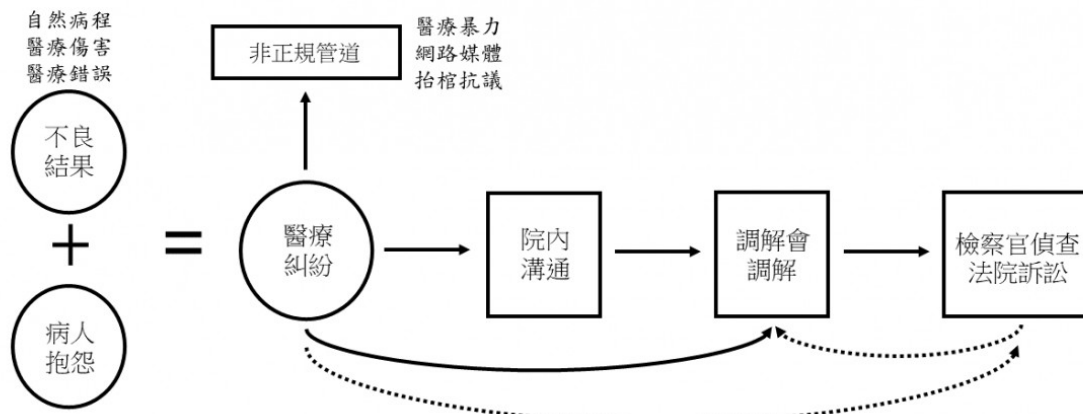 自然病程
醫療傷害
醫療錯誤
不良
結果
+
病人
抱怨
=
非正規管道
醫療暴力
網路媒體
抬棺抗議
醫療
糾紛
院內
溝通
調解會
調解
檢察官偵查
法院訴訟